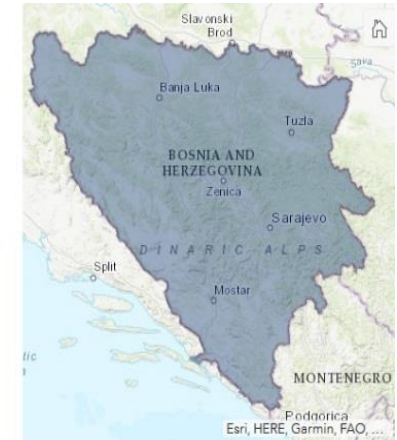 Slavonski
Brod
Sava
Banja Luka
Tuzla
BOSNIA AND
HERZEGOVINA
Zenica
Sarajevo
DINARIC ALPS
Split
Mostar
tic
MONTENEGRO
Podgorica
Esri, HERE, Garmin, FAO, ...